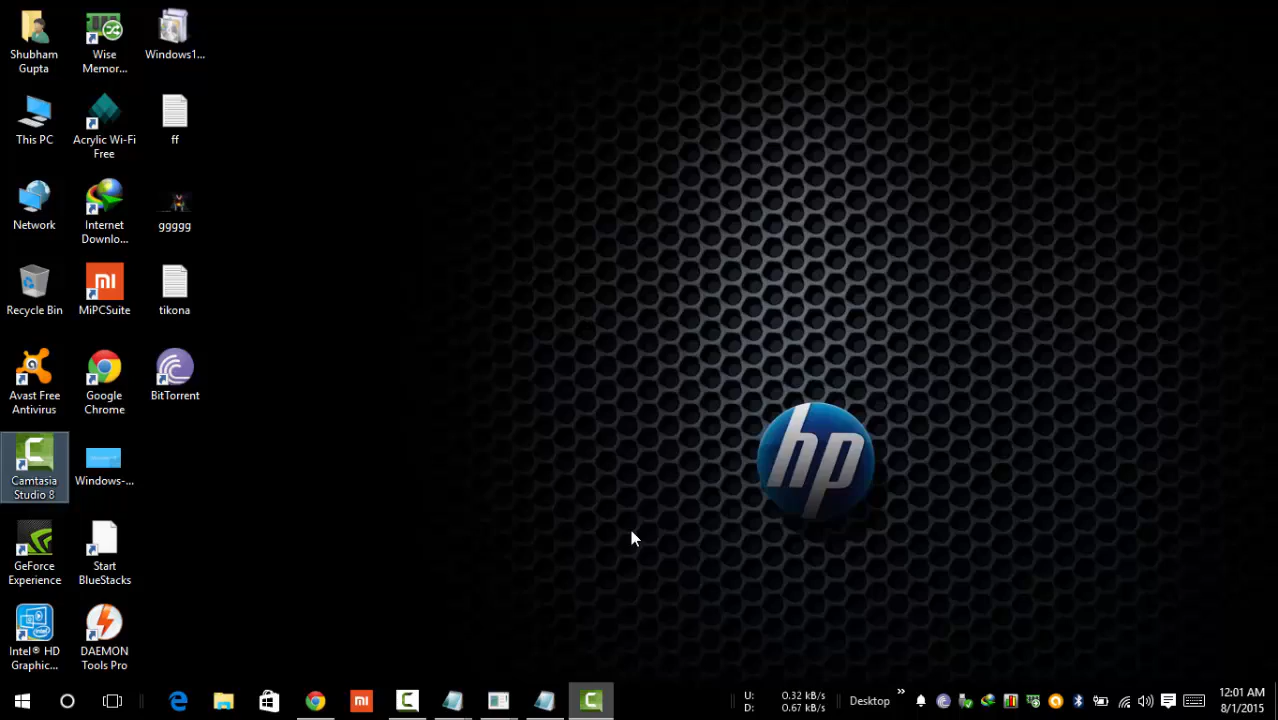 Shubham
Gupta
Wise
Memor...
Windows1...
This PC
Acrylic Wi-Fi
Free
ff
Network
Internet
Downlo...
ggggg
Recycle Bin
MiPCSuite
tikona
Avast Free
Antivirus
Google
Chrome
BitTorrent
Camtasia
Studio 8
Windows-...
GeForce
Experience
Start
BlueStacks
Intel® HD
Graphic...
DAEMON
Tools Pro
hp
U: 0.32 kB/s
D: 0.67 kB/s
Desktop
12:01 AM
8/1/2015